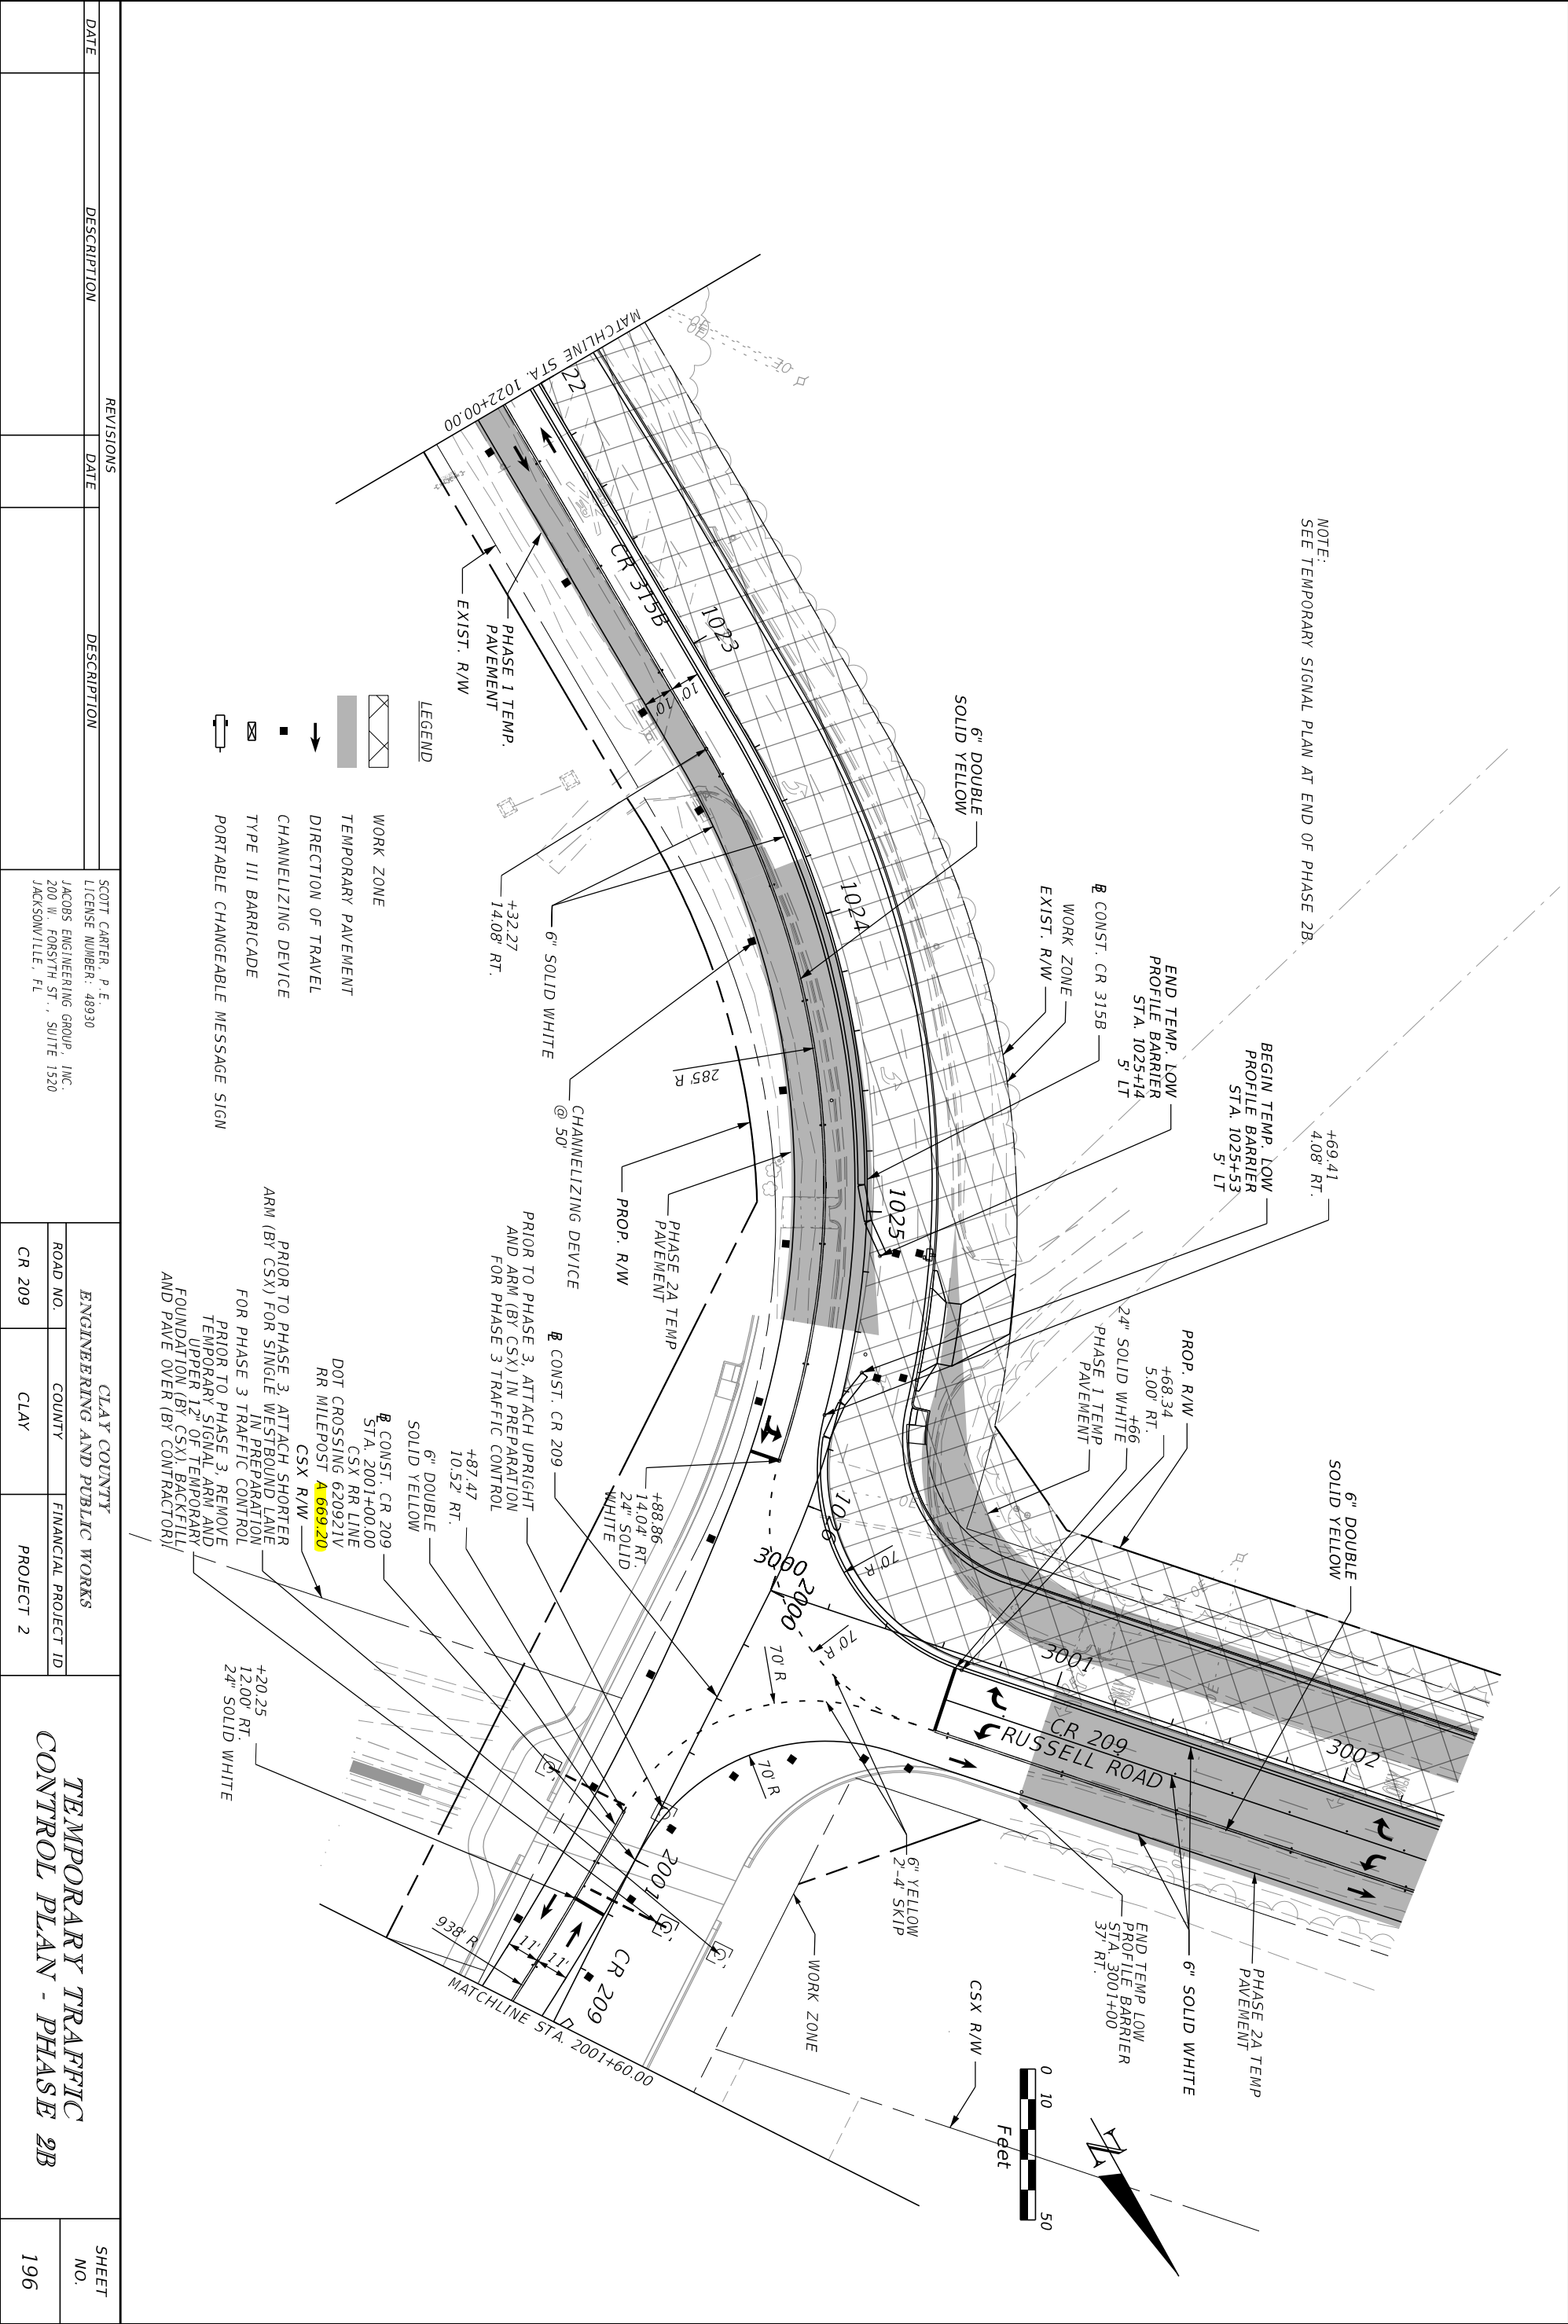 NOTE:
SEE TEMPORARY SIGNAL PLAN AT END OF PHASE 2B.
6" DOUBLE
SOLID YELLOW
℄ CONST. CR 315B
WORK ZONE
EXIST. R/W
END TEMP. LOW
PROFILE BARRIER
STA. 1025+14
5' LT
BEGIN TEMP. LOW
PROFILE BARRIER
STA. 1025+53
5' LT
+69.41
4.08' RT.
PROP. R/W
+68.34
5.00' RT.
+66
24" SOLID WHITE
PHASE 1 TEMP
PAVEMENT
6" DOUBLE
SOLID YELLOW
PHASE 2A TEMP
PAVEMENT
6" SOLID WHITE
END TEMP LOW
PROFILE BARRIER
STA. 3001+00
37' RT.
CSX R/W
WORK ZONE
6" YELLOW
2'-4' SKIP
0 10 50
Feet
N
MATCHLINE STA. 1022+00.00
22
CR 315B
1023
1024
1025
1026
10'
10'
285' R
3000
2000
70' R
70' R
70' R
70' R
3001
3002
CR 209
RUSSELL ROAD
OE
OE
OE
OE
2001
CR 209
11'
11'
938' R
MATCHLINE STA. 2001+60.00
PHASE 1 TEMP.
PAVEMENT
EXIST. R/W
+32.27
14.08' RT.
6" SOLID WHITE
CHANNELIZING DEVICE
@ 50'
PROP. R/W
PHASE 2A TEMP
PAVEMENT
PRIOR TO PHASE 3, ATTACH UPRIGHT
AND ARM (BY CSX) IN PREPARATION
FOR PHASE 3 TRAFFIC CONTROL
℄ CONST. CR 209
+88.86
14.04' RT.
24" SOLID
WHITE
+87.47
10.52' RT.
6" DOUBLE
SOLID YELLOW
℄ CONST. CR 209
STA. 2001+00.00
CSX RR LINE
DOT CROSSING 620921V
RR MILEPOST A 669.20
CSX R/W
PRIOR TO PHASE 3, ATTACH SHORTER
ARM (BY CSX) FOR SINGLE WESTBOUND LANE
IN PREPARATION
FOR PHASE 3 TRAFFIC CONTROL
PRIOR TO PHASE 3, REMOVE
TEMPORARY SIGNAL ARM AND
UPPER 12" OF TEMPORARY
FOUNDATION (BY CSX). BACKFILL
AND PAVE OVER (BY CONTRACTOR)
+20.25
12.00' RT.
24" SOLID WHITE
LEGEND
WORK ZONE
TEMPORARY PAVEMENT
DIRECTION OF TRAVEL
CHANNELIZING DEVICE
TYPE III BARRICADE
PORTABLE CHANGEABLE MESSAGE SIGN
REVISIONS
DATE DESCRIPTION DATE DESCRIPTION
SCOTT CARTER, P.E.
LICENSE NUMBER: 48930
JACOBS ENGINEERING GROUP, INC.
200 W. FORSYTH ST., SUITE 1520
JACKSONVILLE, FL
CLAY COUNTY
ENGINEERING AND PUBLIC WORKS
ROAD NO. COUNTY FINANCIAL PROJECT ID
CR 209 CLAY PROJECT 2
TEMPORARY TRAFFIC
CONTROL PLAN - PHASE 2B
SHEET
NO.
196